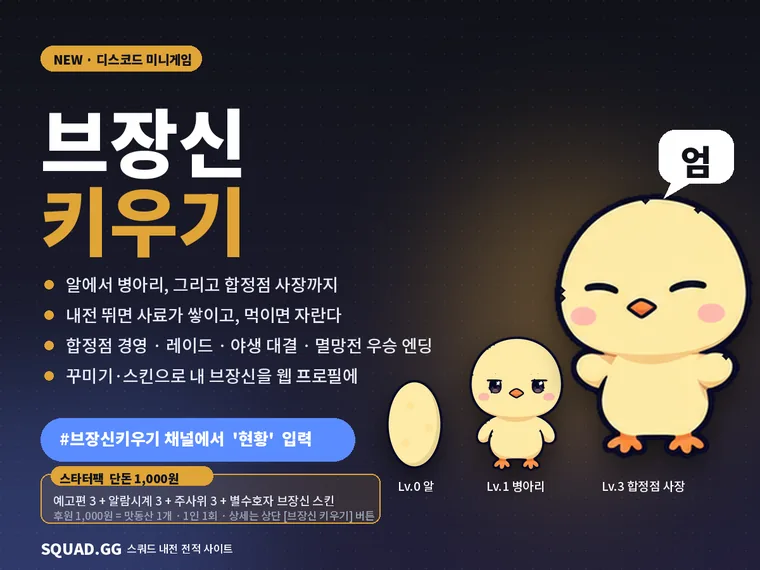 NEW · 디스코드 미니게임
브장신
키우기
엄
알에서 병아리, 그리고 합정점 사장까지
내전 뛰면 사료가 쌓이고, 먹이면 자란다
합정점 경영 · 레이드 · 야생 대결 · 멸망전 우승 엔딩
꾸미기·스킨으로 내 브장신을 웹 프로필에
#브장신키우기 채널에서 '현황' 입력
스타터팩 단돈 1,000원
예고편 3 + 알람시계 3 + 주사위 3 + 별수호자 브장신 스킨
후원 1,000원 = 맛동산 1개 · 1인 1회 · 상세는 상단 [브장신 키우기] 버튼
Lv.0 알
Lv.1 병아리
Lv.3 합정점 사장
SQUAD.GG 스쿼드 내전 전적 사이트